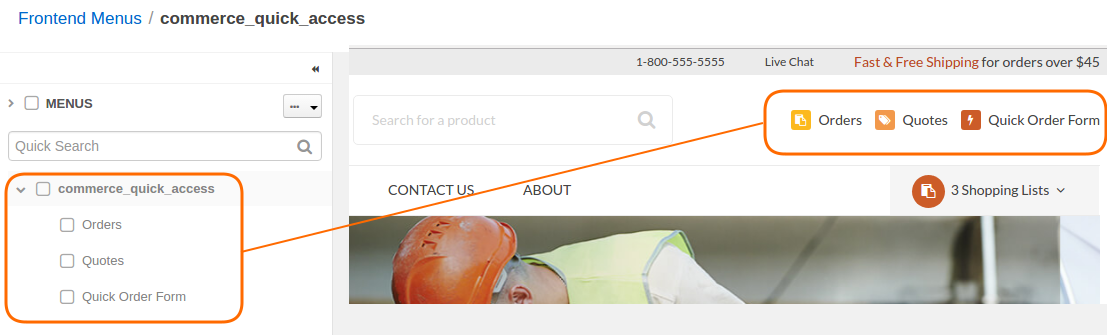 Frontend Menus / commerce_quick_access
MENUS
Quick Search
commerce_quick_access
Orders
Quotes
Quick Order Form
1-800-555-5555 Live Chat Fast & Free Shipping for orders over $45
Search for a product
Orders Quotes Quick Order Form
CONTACT US ABOUT 3 Shopping Lists